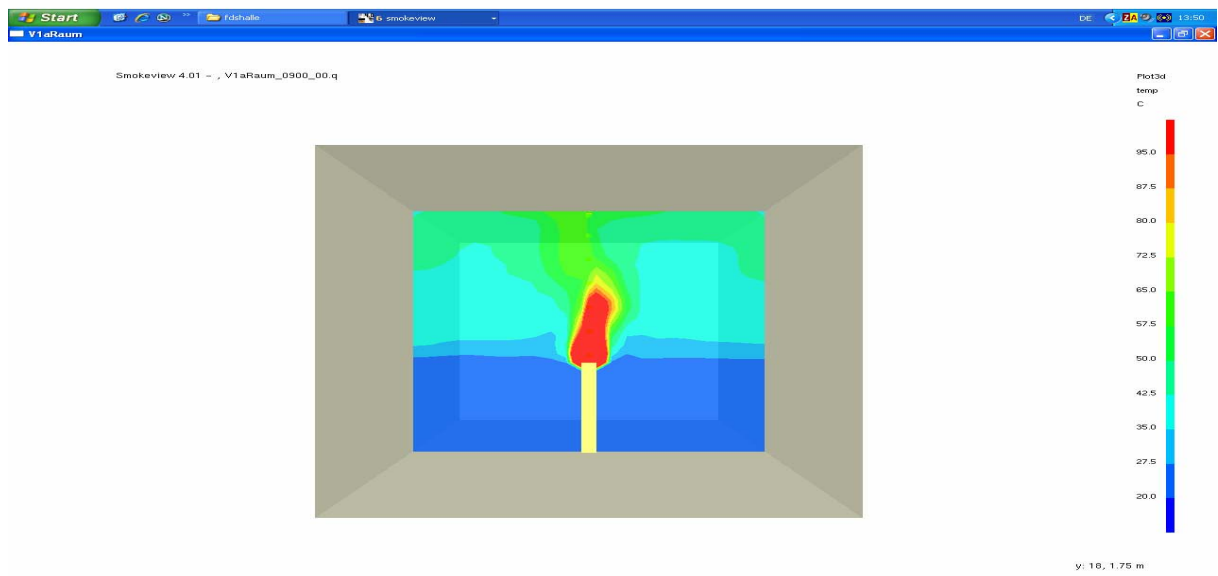 Start » fdshalle 6 smokeview DE ZA 13:50
V1aRaum
Smokeview 4.01 - , V1aRaum_0900_00.q
Plot3d
temp
C
95.0
87.5
80.0
72.5
65.0
57.5
50.0
42.5
35.0
27.5
20.0
y: 18, 1.75 m